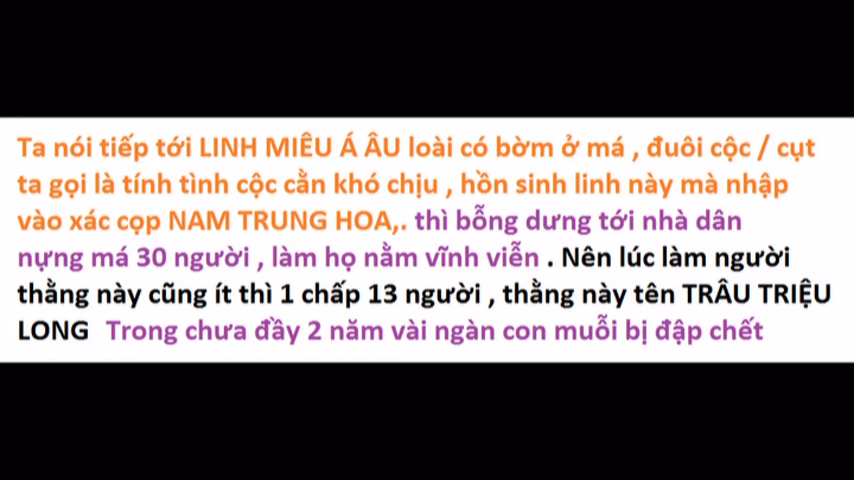 Ta nói tiếp tới LINH MIÊU Á ÂU loài có bờm ở má , đuôi cộc / cụt
ta gọi là tính tình cộc cằn khó chịu , hồn sinh linh này mà nhập
vào xác cọp NAM TRUNG HOA,. thì bỗng dưng tới nhà dân
nựng má 30 người , làm họ nằm vĩnh viễn . Nên lúc làm người
thằng này cũng ít thì 1 chấp 13 người , thằng này tên TRÂU TRIỆU
LONG Trong chưa đầy 2 năm vài ngàn con muỗi bị đập chết